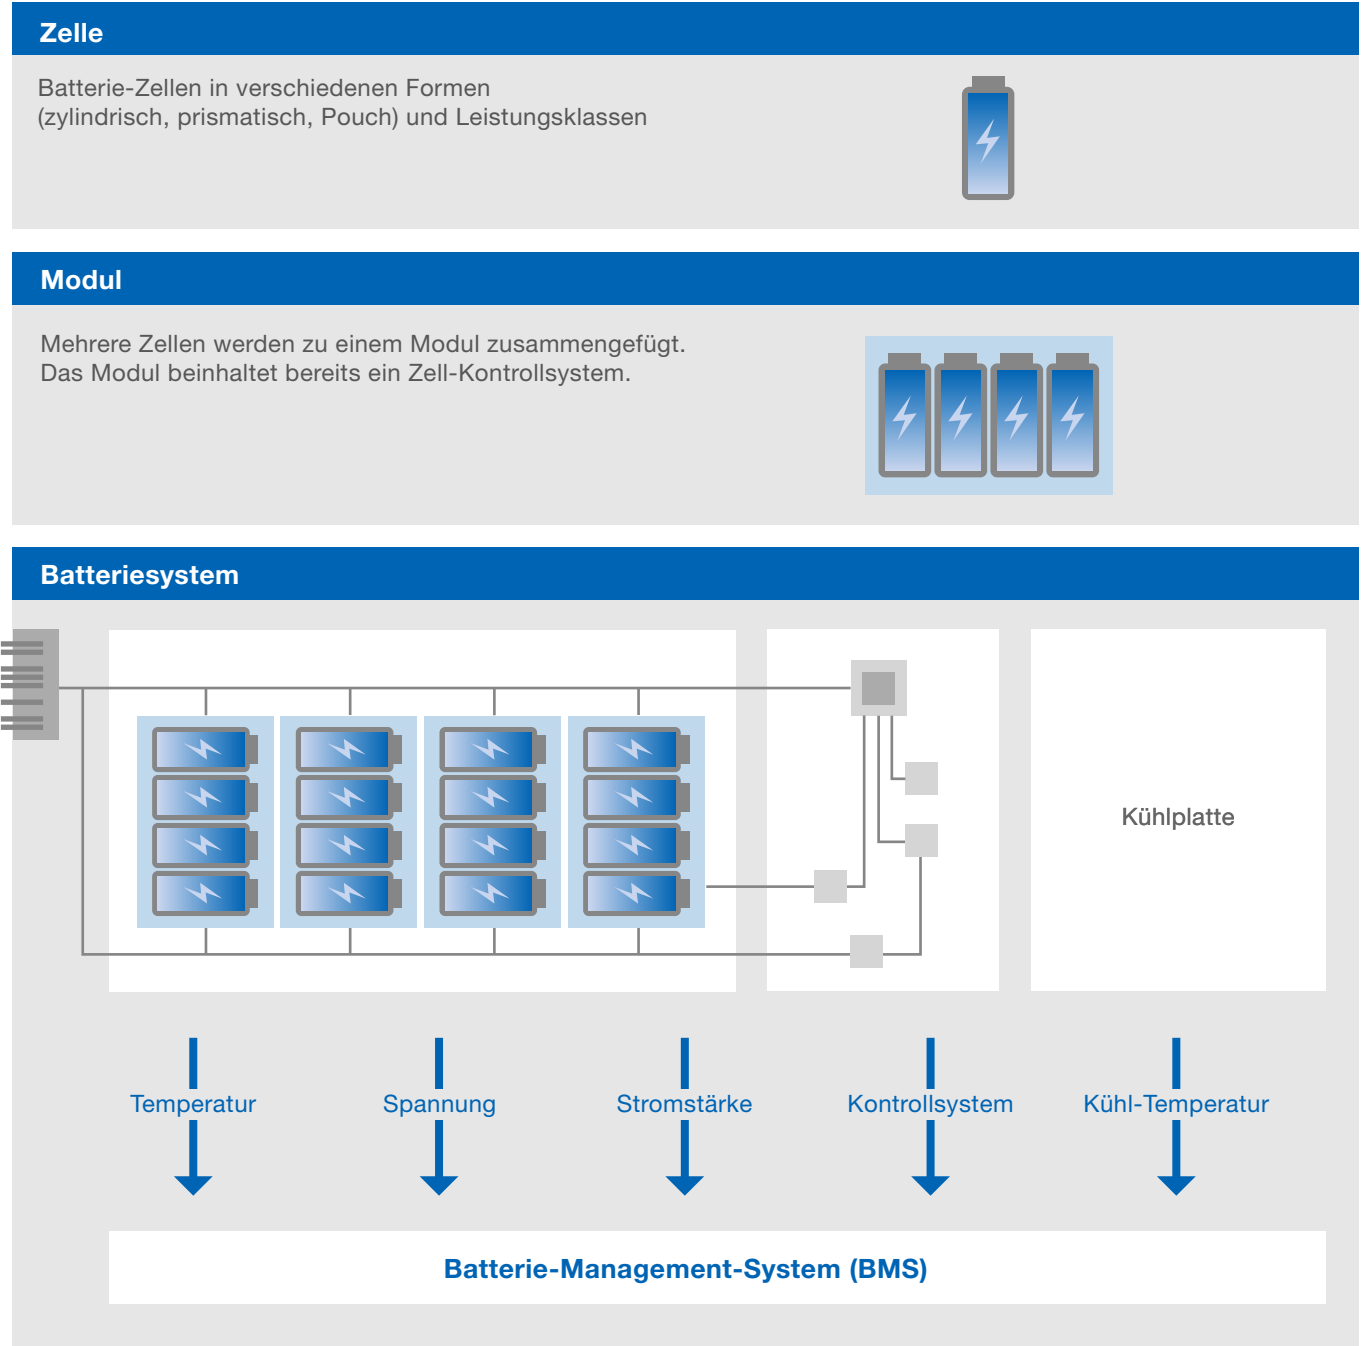 Zelle
Batterie-Zellen in verschiedenen Formen
(zylindrisch, prismatisch, Pouch) und Leistungsklassen
Modul
Mehrere Zellen werden zu einem Modul zusammengefügt.
Das Modul beinhaltet bereits ein Zell-Kontrollsystem.
Batteriesystem
Kühlplatte
Temperatur
Spannung
Stromstärke
Kontrollsystem
Kühl-Temperatur
Batterie-Management-System (BMS)